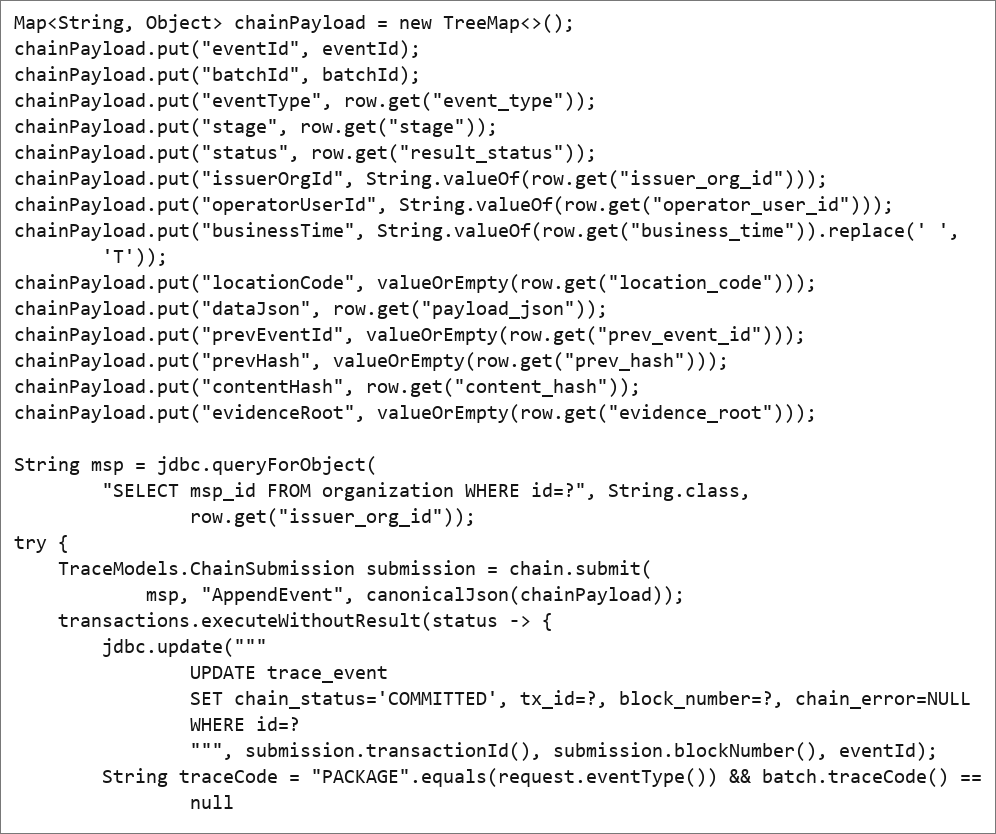 Map<String, Object> chainPayload = new TreeMap<>();
chainPayload.put("eventId", eventId);
chainPayload.put("batchId", batchId);
chainPayload.put("eventType", row.get("event_type"));
chainPayload.put("stage", row.get("stage"));
chainPayload.put("status", row.get("result_status"));
chainPayload.put("issuerOrgId", String.valueOf(row.get("issuer_org_id")));
chainPayload.put("operatorUserId", String.valueOf(row.get("operator_user_id")));
chainPayload.put("businessTime", String.valueOf(row.get("business_time")).replace(' ',
        'T'));
chainPayload.put("locationCode", valueOrEmpty(row.get("location_code")));
chainPayload.put("dataJson", row.get("payload_json"));
chainPayload.put("prevEventId", valueOrEmpty(row.get("prev_event_id")));
chainPayload.put("prevHash", valueOrEmpty(row.get("prev_hash")));
chainPayload.put("contentHash", row.get("content_hash"));
chainPayload.put("evidenceRoot", valueOrEmpty(row.get("evidence_root")));

String msp = jdbc.queryForObject(
        "SELECT msp_id FROM organization WHERE id=?", String.class,
                row.get("issuer_org_id"));
try {
    TraceModels.ChainSubmission submission = chain.submit(
            msp, "AppendEvent", canonicalJson(chainPayload));
    transactions.executeWithoutResult(status -> {
        jdbc.update("""
                UPDATE trace_event
                SET chain_status='COMMITTED', tx_id=?, block_number=?, chain_error=NULL
                WHERE id=?
                """, submission.transactionId(), submission.blockNumber(), eventId);
        String traceCode = "PACKAGE".equals(request.eventType()) && batch.traceCode() ==
                null